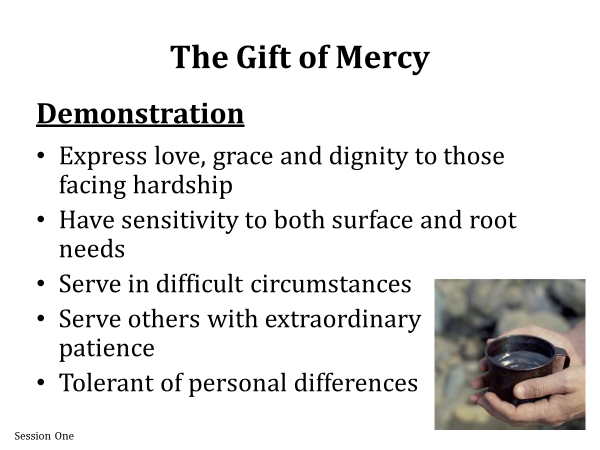 The Gift of Mercy
Demonstration
• Express love, grace and dignity to those
facing hardship
• Have sensitivity to both surface and root
needs
• Serve in difficult circumstances
• Serve others with extraordinary
patience
• Tolerant of personal differences
Session One